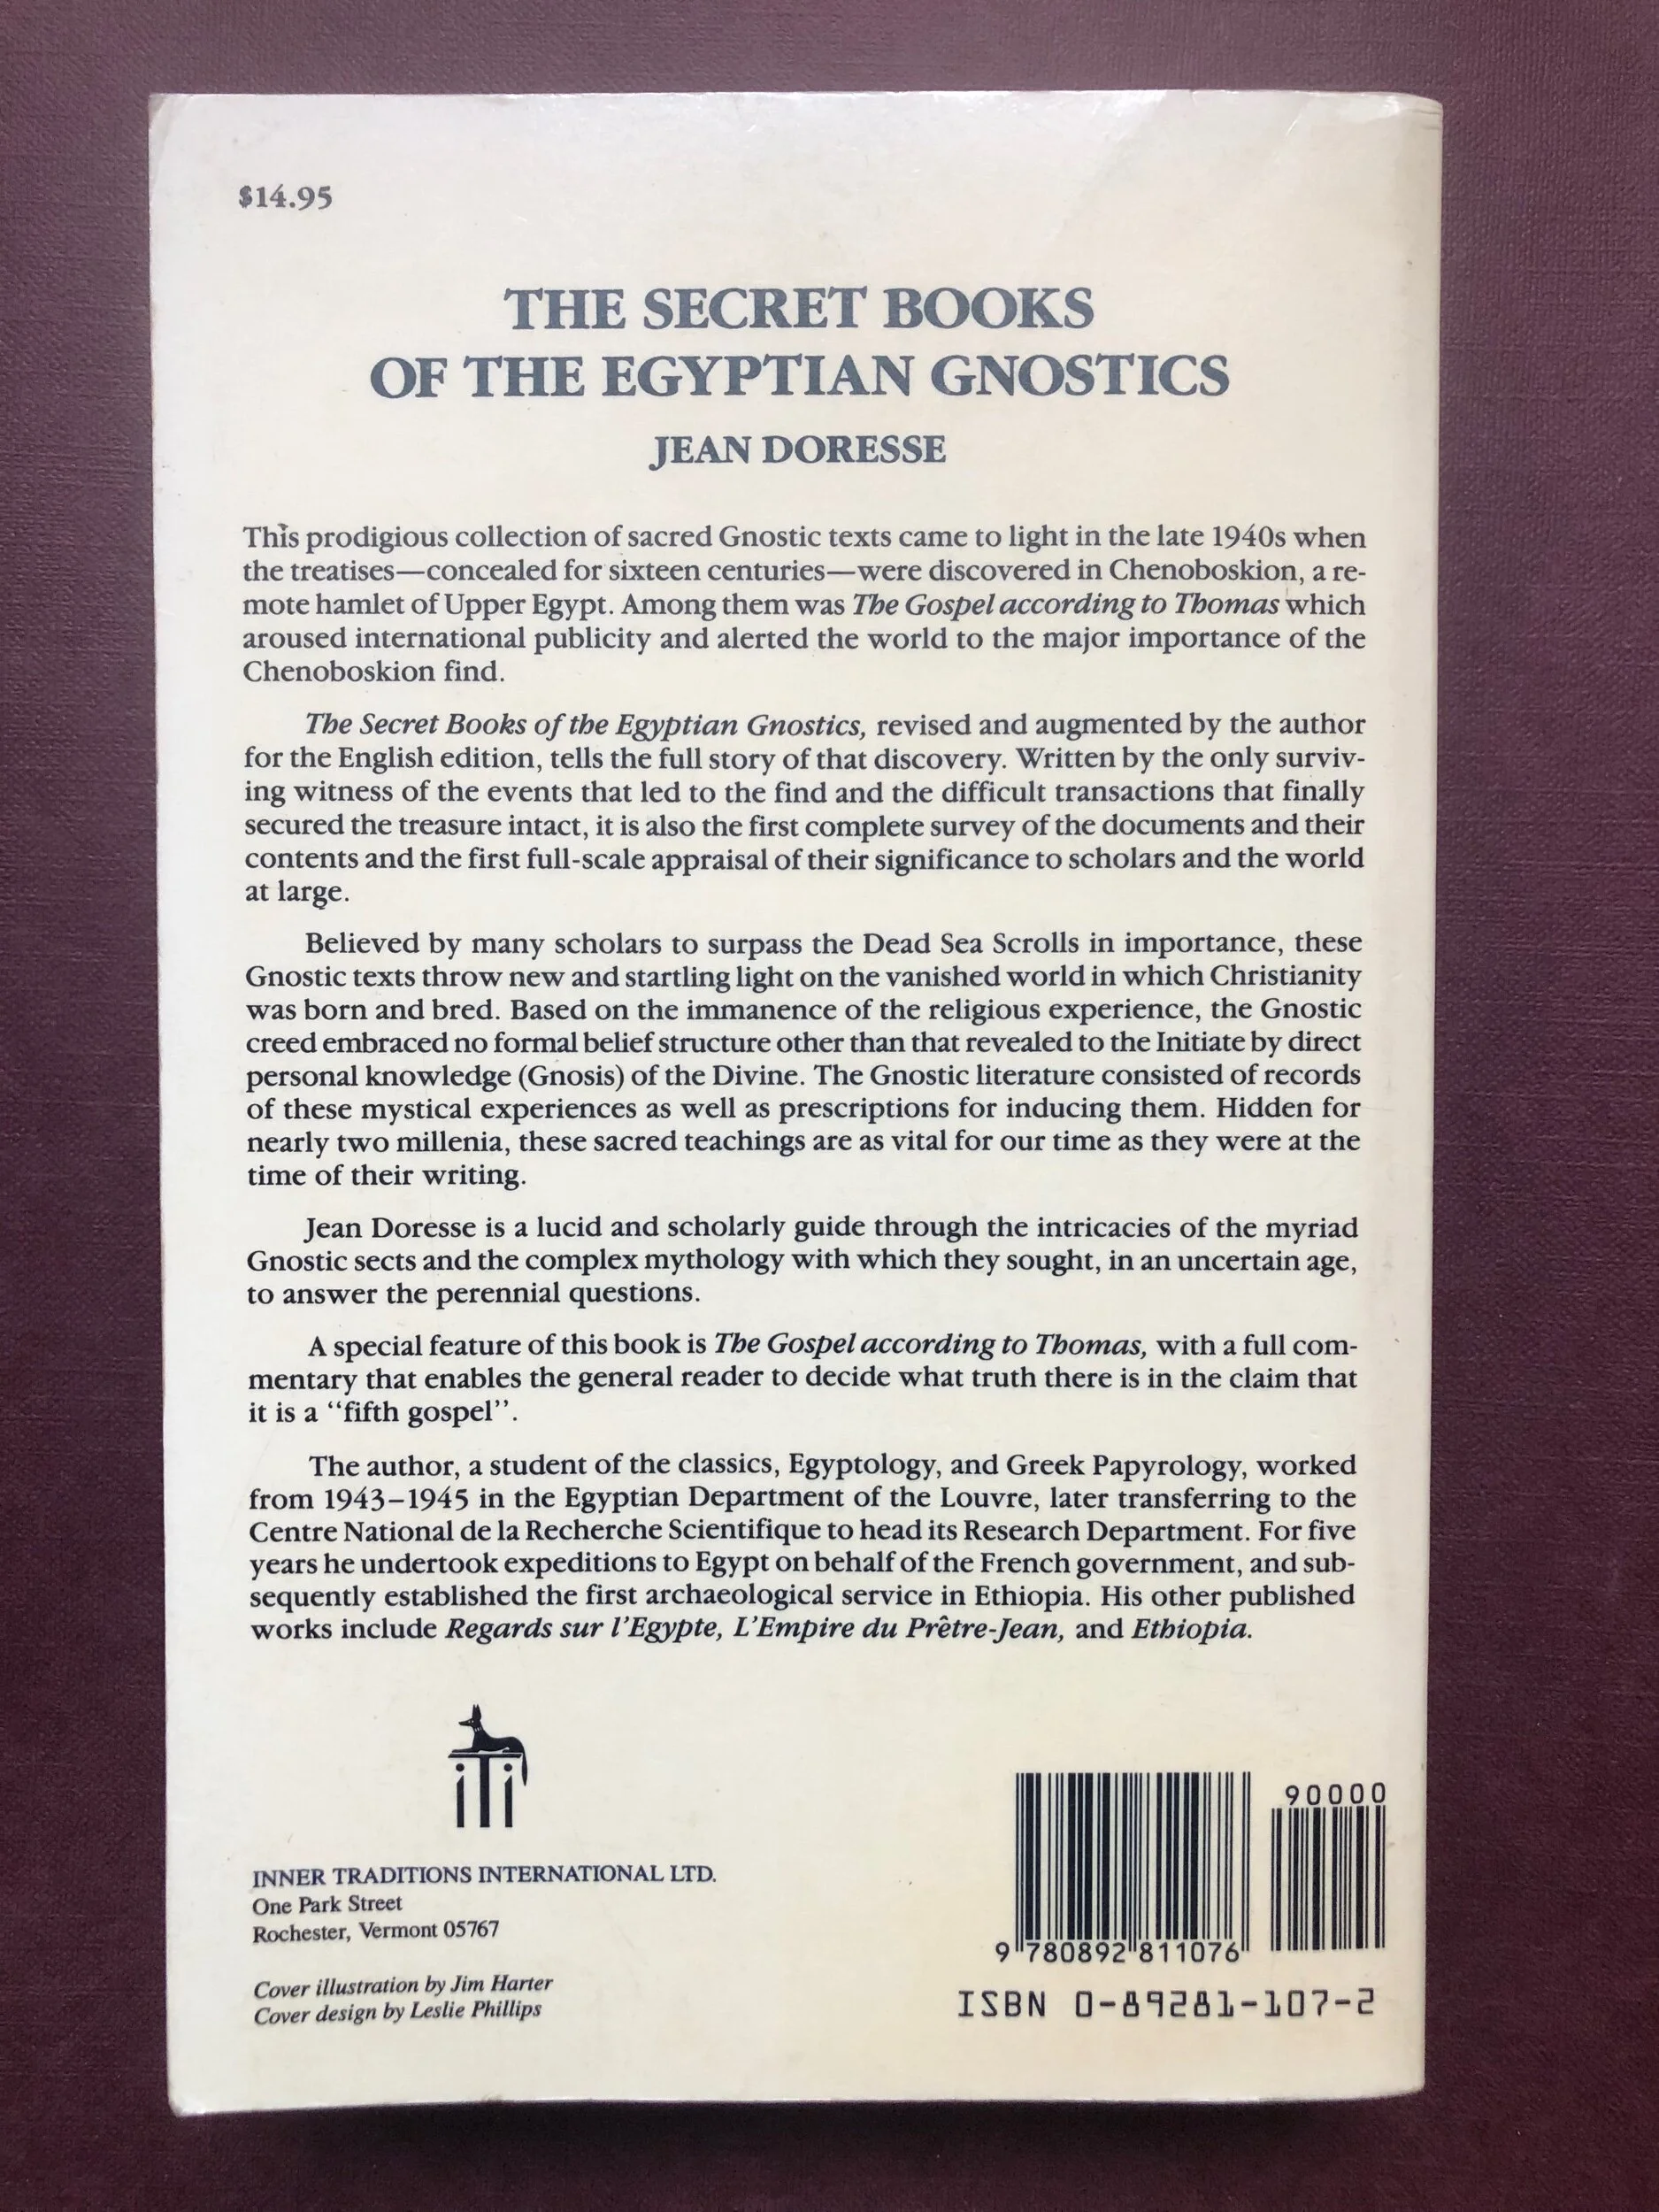 $14.95
THE SECRET BOOKS
OF THE EGYPTIAN GNOSTICS
JEAN DORESSE
This prodigious collection of sacred Gnostic texts came to light in the late 1940s when
the treatises—concealed for sixteen centuries—were discovered in Chenoboskion, a re-
mote hamlet of Upper Egypt. Among them was The Gospel according to Thomas which
aroused international publicity and alerted the world to the major importance of the
Chenoboskion find.
The Secret Books of the Egyptian Gnostics, revised and augmented by the author
for the English edition, tells the full story of that discovery. Written by the only surviv-
ing witness of the events that led to the find and the difficult transactions that finally
secured the treasure intact, it is also the first complete survey of the documents and their
contents and the first full-scale appraisal of their significance to scholars and the world
at large.
Believed by many scholars to surpass the Dead Sea Scrolls in importance, these
Gnostic texts throw new and startling light on the vanished world in which Christianity
was born and bred. Based on the immanence of the religious experience, the Gnostic
creed embraced no formal belief structure other than that revealed to the Initiate by direct
personal knowledge (Gnosis) of the Divine. The Gnostic literature consisted of records
of these mystical experiences as well as prescriptions for inducing them. Hidden for
nearly two millenia, these sacred teachings are as vital for our time as they were at the
time of their writing.
Jean Doresse is a lucid and scholarly guide through the intricacies of the myriad
Gnostic sects and the complex mythology with which they sought, in an uncertain age,
to answer the perennial questions.
A special feature of this book is The Gospel according to Thomas, with a full com-
mentary that enables the general reader to decide what truth there is in the claim that
it is a ‘‘fifth gospel’’.
The author, a student of the classics, Egyptology, and Greek Papyrology, worked
from 1943–1945 in the Egyptian Department of the Louvre, later transferring to the
Centre National de la Recherche Scientifique to head its Research Department. For five
years he undertook expeditions to Egypt on behalf of the French government, and sub-
sequently established the first archaeological service in Ethiopia. His other published
works include Regards sur l'Egypte, L'Empire du Prêtre-Jean, and Ethiopia.
iTi
INNER TRADITIONS INTERNATIONAL LTD.
One Park Street
Rochester, Vermont 05767
Cover illustration by Jim Harter
Cover design by Leslie Phillips
90000
9 780892 811076
ISBN 0-89281-107-2